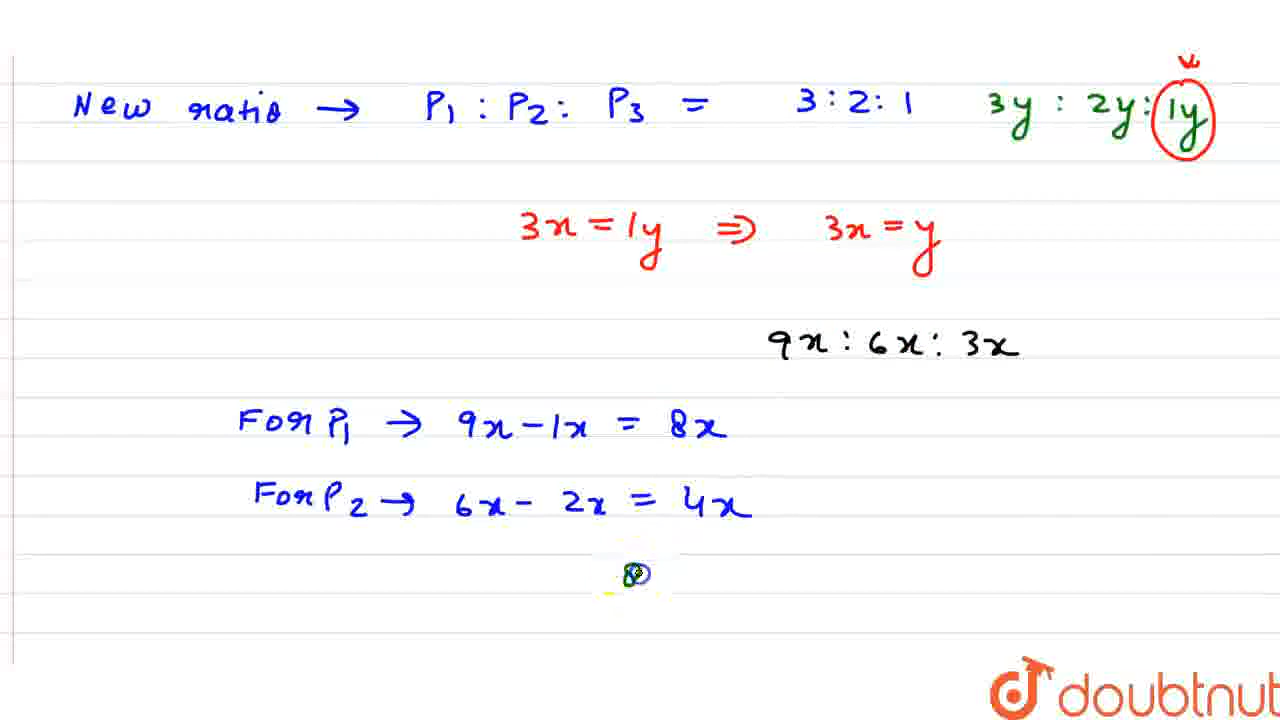 New ratio → P1 : P2 : P3 = 3 : 2 : 1 3y : 2y : 1y
3x = 1y ⇒ 3x = y
9x : 6x : 3x
For P1 → 9x - 1x = 8x
For P2 → 6x - 2x = 4x
8
doubtnut